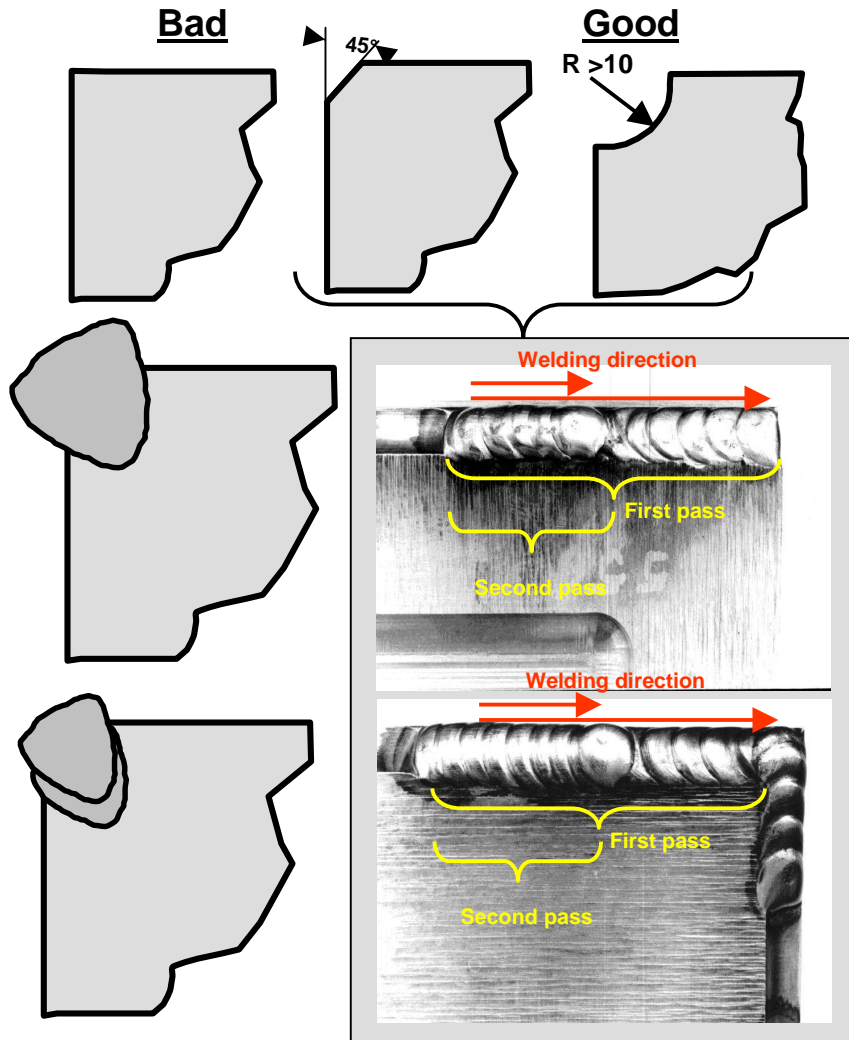 Bad
45°
Good
R >10
Welding direction
First pass
Second pass
Welding direction
First pass
Second pass